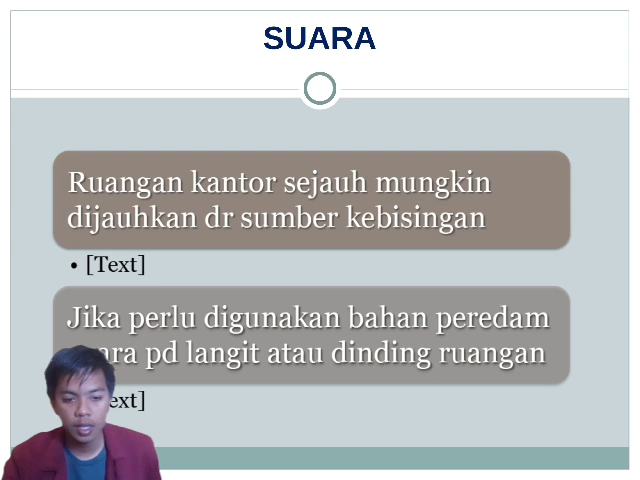 SUARA
Ruangan kantor sejauh mungkin
dijauhkan dr sumber kebisingan
• [Text]
Jika perlu digunakan bahan peredam
pd langit atau dinding ruangan